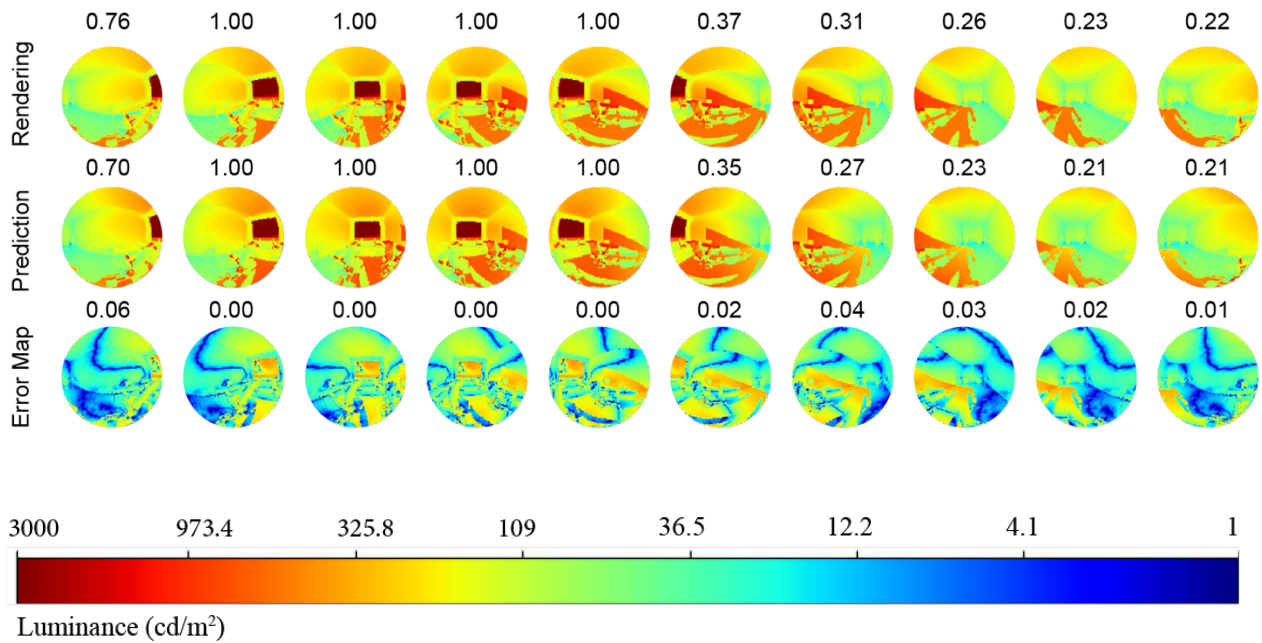 0.76 1.00 1.00 1.00 1.00 0.37 0.31 0.26 0.23 0.22
Rendering
0.70 1.00 1.00 1.00 1.00 0.35 0.27 0.23 0.21 0.21
Prediction
0.06 0.00 0.00 0.00 0.00 0.02 0.04 0.03 0.02 0.01
Error Map
3000 973.4 325.8 109 36.5 12.2 4.1 1
Luminance (cd/m²)